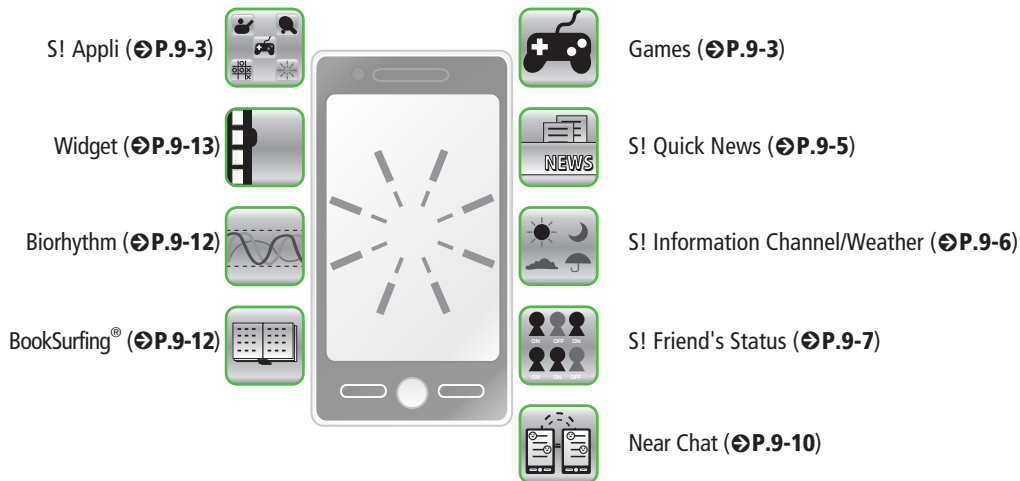 S! Appli (➲P.9-3)
Widget (➲P.9-13)
Biorhythm (➲P.9-12)
BookSurfing® (➲P.9-12)
Games (➲P.9-3)
NEWS
S! Quick News (➲P.9-5)
S! Information Channel/Weather (➲P.9-6)
ON OFF ON
ON ON OFF
S! Friend's Status (➲P.9-7)
Near Chat (➲P.9-10)